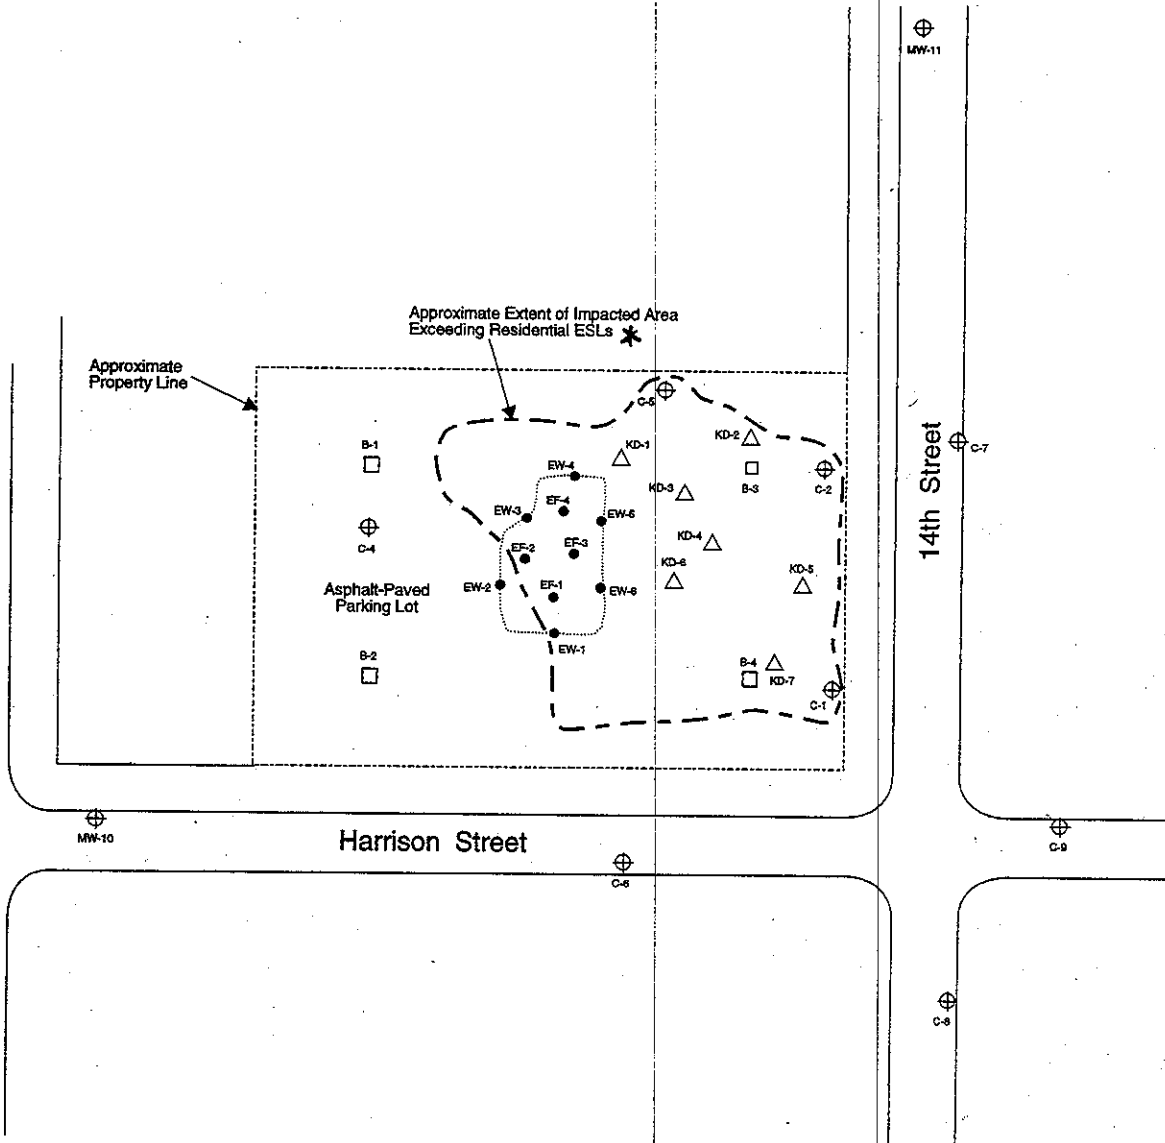 MW-11
Approximate Extent of Impacted Area
Exceeding Residential ESLs *
Approximate
Property Line
C-5
14th Street
B-1
KD-1
KD-2
C-7
EW-4
B-3
C-2
KD-3
EF-4
EW-3
EW-5
C-4
KD-4
EF-2
EF-3
KD-6
KD-5
Asphalt-Paved
Parking Lot
EW-2
EF-1
EW-6
EW-1
B-2
B-4
KD-7
C-1
MW-10
Harrison Street
C-9
C-6
C-8